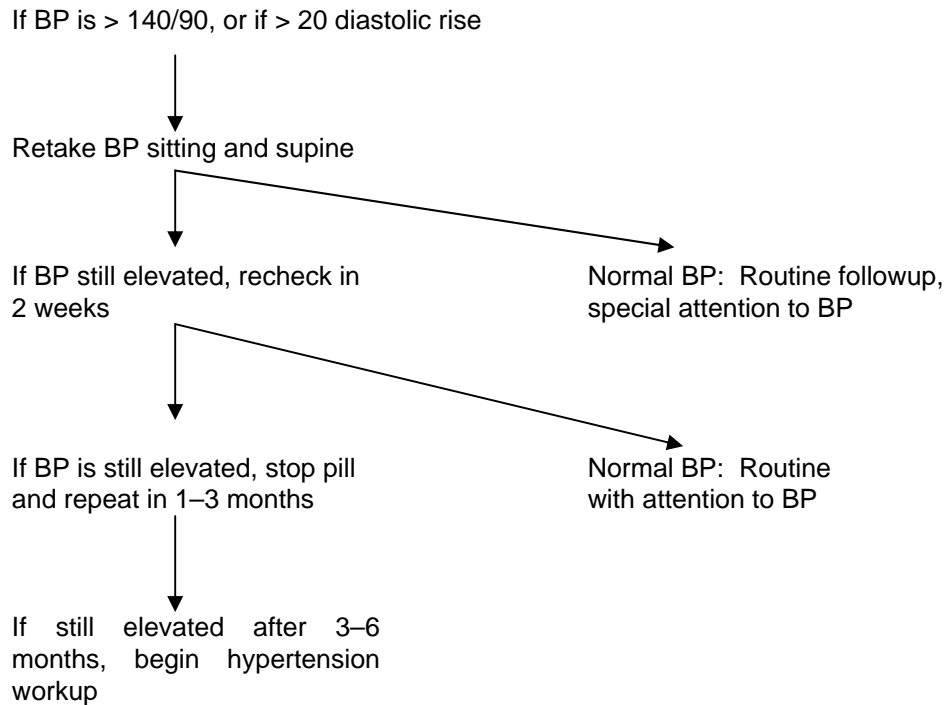 If BP is > 140/90, or if > 20 diastolic rise
Retake BP sitting and supine
If BP still elevated, recheck in
2 weeks
Normal BP: Routine followup,
special attention to BP
If BP is still elevated, stop pill
and repeat in 1–3 months
Normal BP: Routine
with attention to BP
If still elevated after 3–6
months, begin hypertension
workup